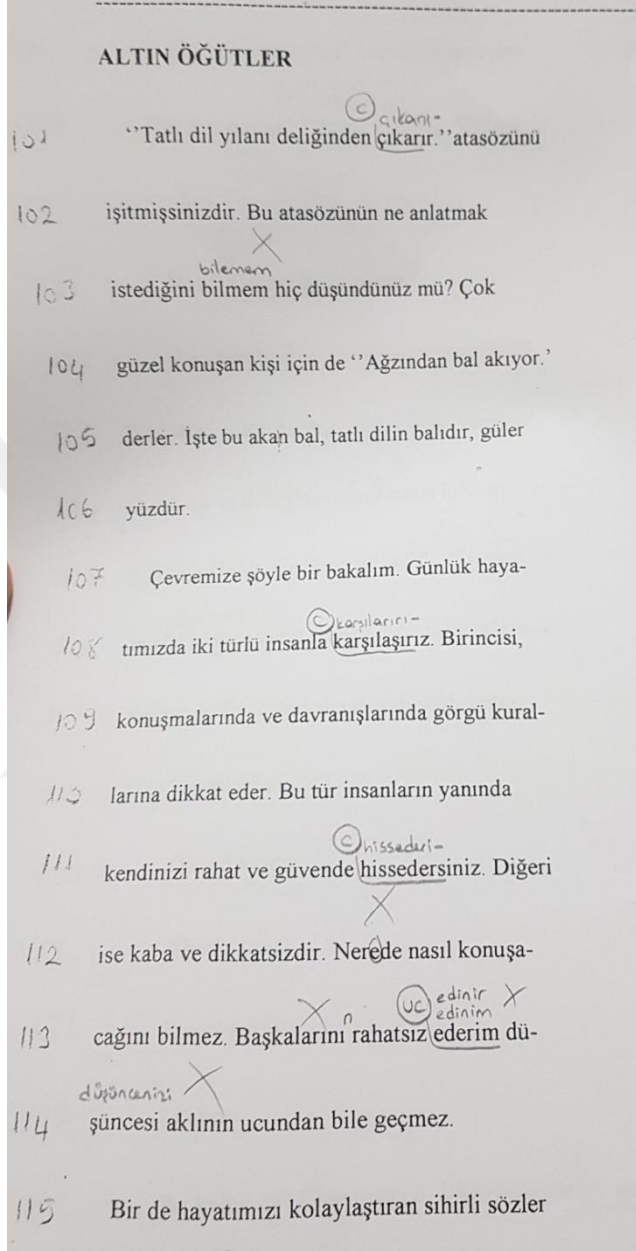 ALTIN ÖĞÜTLER
© çıkanı-
101 ‘’Tatlı dil yılanı deliğinden çıkarır.’’atasözünü
102 işitmişsinizdir. Bu atasözünün ne anlatmak
X
bilemem
103 istediğini bilmem hiç düşündünüz mü? Çok
104 güzel konuşan kişi için de ‘’Ağzından bal akıyor.’
105 derler. İşte bu akan bal, tatlı dilin balıdır, güler
106 yüzdür.
107 Çevremize şöyle bir bakalım. Günlük haya-
© karşılarırı-
108 tımızda iki türlü insanla karşılaşırız. Birincisi,
109 konuşmalarında ve davranışlarında görgü kural-
110 larına dikkat eder. Bu tür insanların yanında
© hissederi-
111 kendinizi rahat ve güvende hissedersiniz. Diğeri
X
112 ise kaba ve dikkatsizdir. Nerede nasıl konuşa-
X n UC edinir X
edinim
113 cağını bilmez. Başkalarını rahatsız ederim dü-
düşüncenizi X
114 şüncesi aklının ucundan bile geçmez.
115 Bir de hayatımızı kolaylaştıran sihirli sözler